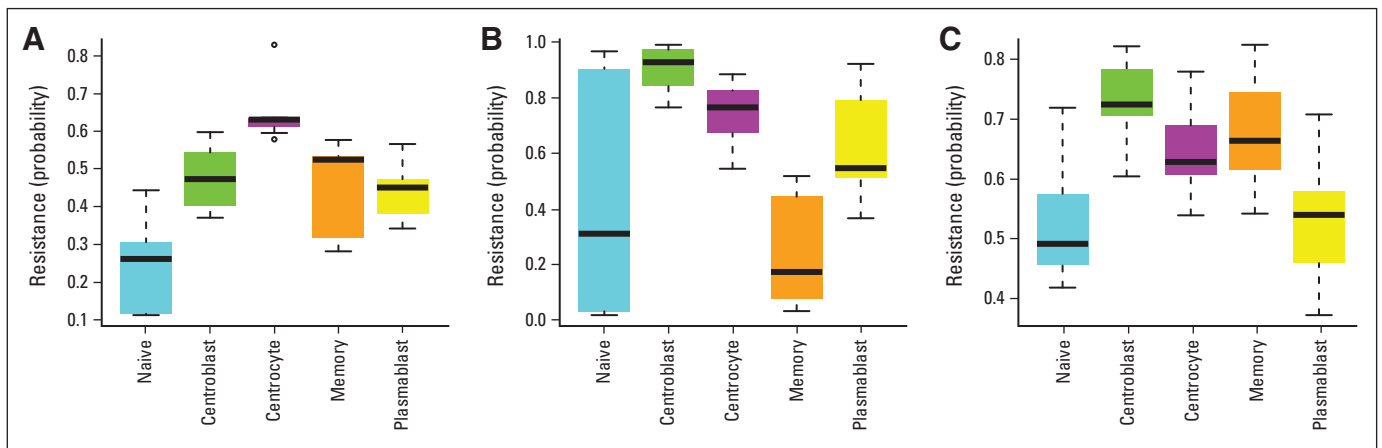 A
Resistance (probability)
0.8
0.7
0.6
0.5
0.4
0.3
0.2
0.1
Naive
Centroblast
Centrocyte
Memory
Plasmablast
B
Resistance (probability)
1.0
0.8
0.6
0.4
0.2
0.0
Naive
Centroblast
Centrocyte
Memory
Plasmablast
C
Resistance (probability)
0.8
0.7
0.6
0.5
0.4
Naive
Centroblast
Centrocyte
Memory
Plasmablast